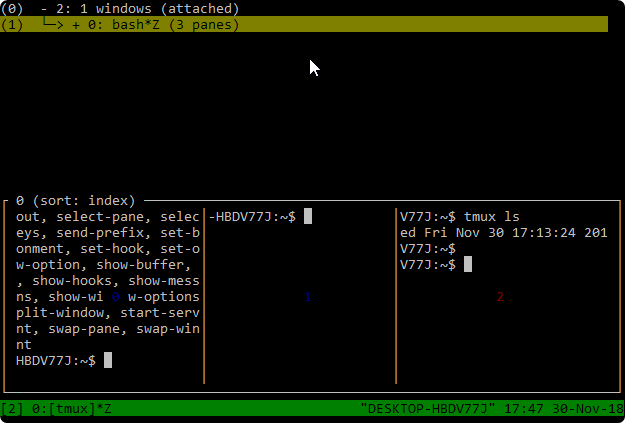 (0)  - 2: 1 windows (attached)
(1)  └─> + 0: bash*Z (3 panes)
0 (sort: index)
out, select-pane, selec
eys, send-prefix, set-b
onment, set-hook, set-o
w-option, show-buffer,
, show-hooks, show-mess
ns, show-wi 0 w-options
plit-window, start-serv
nt, swap-pane, swap-win
nt
HBDV77J:~$
-HBDV77J:~$
1
V77J:~$ tmux ls
ed Fri Nov 30 17:13:24 201
V77J:~$
V77J:~$
2
[2] 0:[tmux]*Z "DESKTOP-HBDV77J" 17:47 30-Nov-18